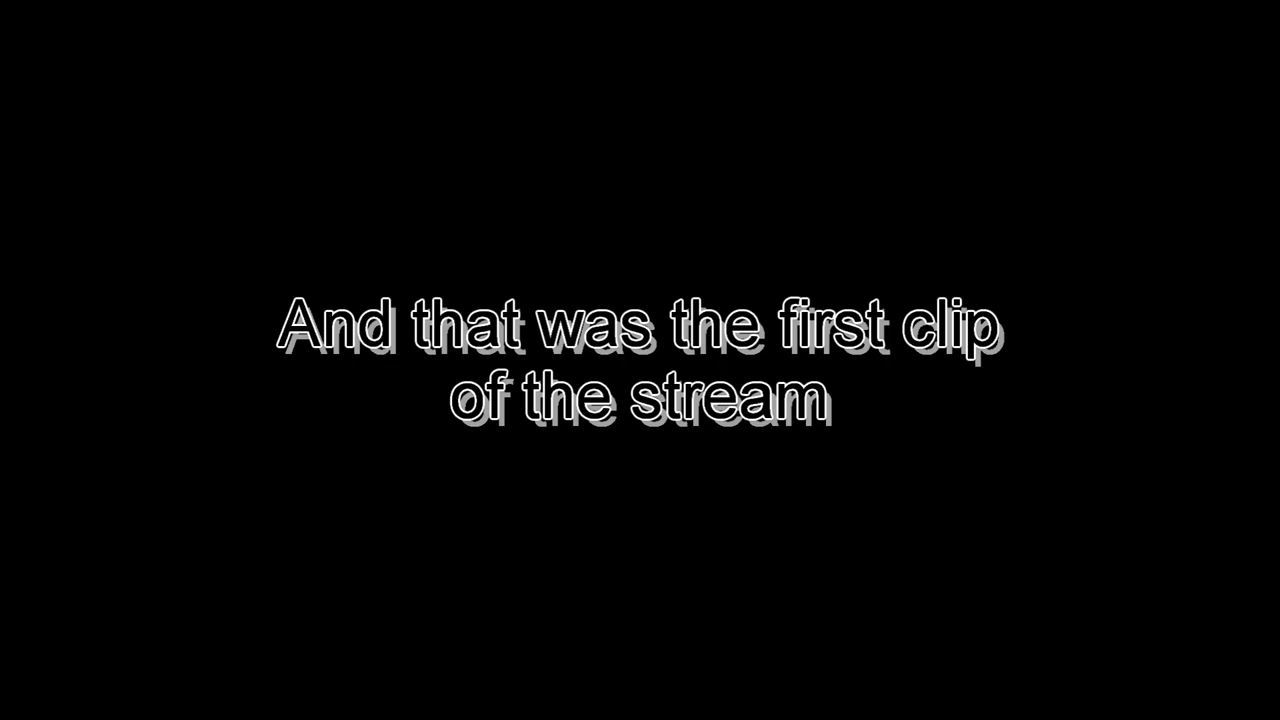 And that was the first clip
of the stream